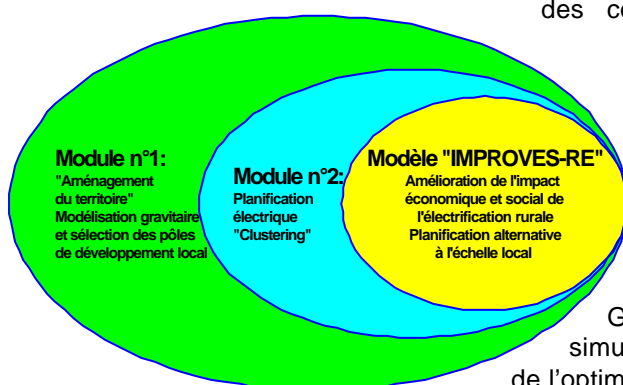 des co
Module n°1:
"Aménagement
du territoire"
Modélisation gravitaire
et sélection des pôles
de développement local
Module n°2:
Planification
électrique
"Clustering"
Modèle "IMPROVES-RE"
Amélioration de l'impact
économique et social de
l'électrification rurale
Planification alternative
à l'échelle local
G
simu
de l'optim